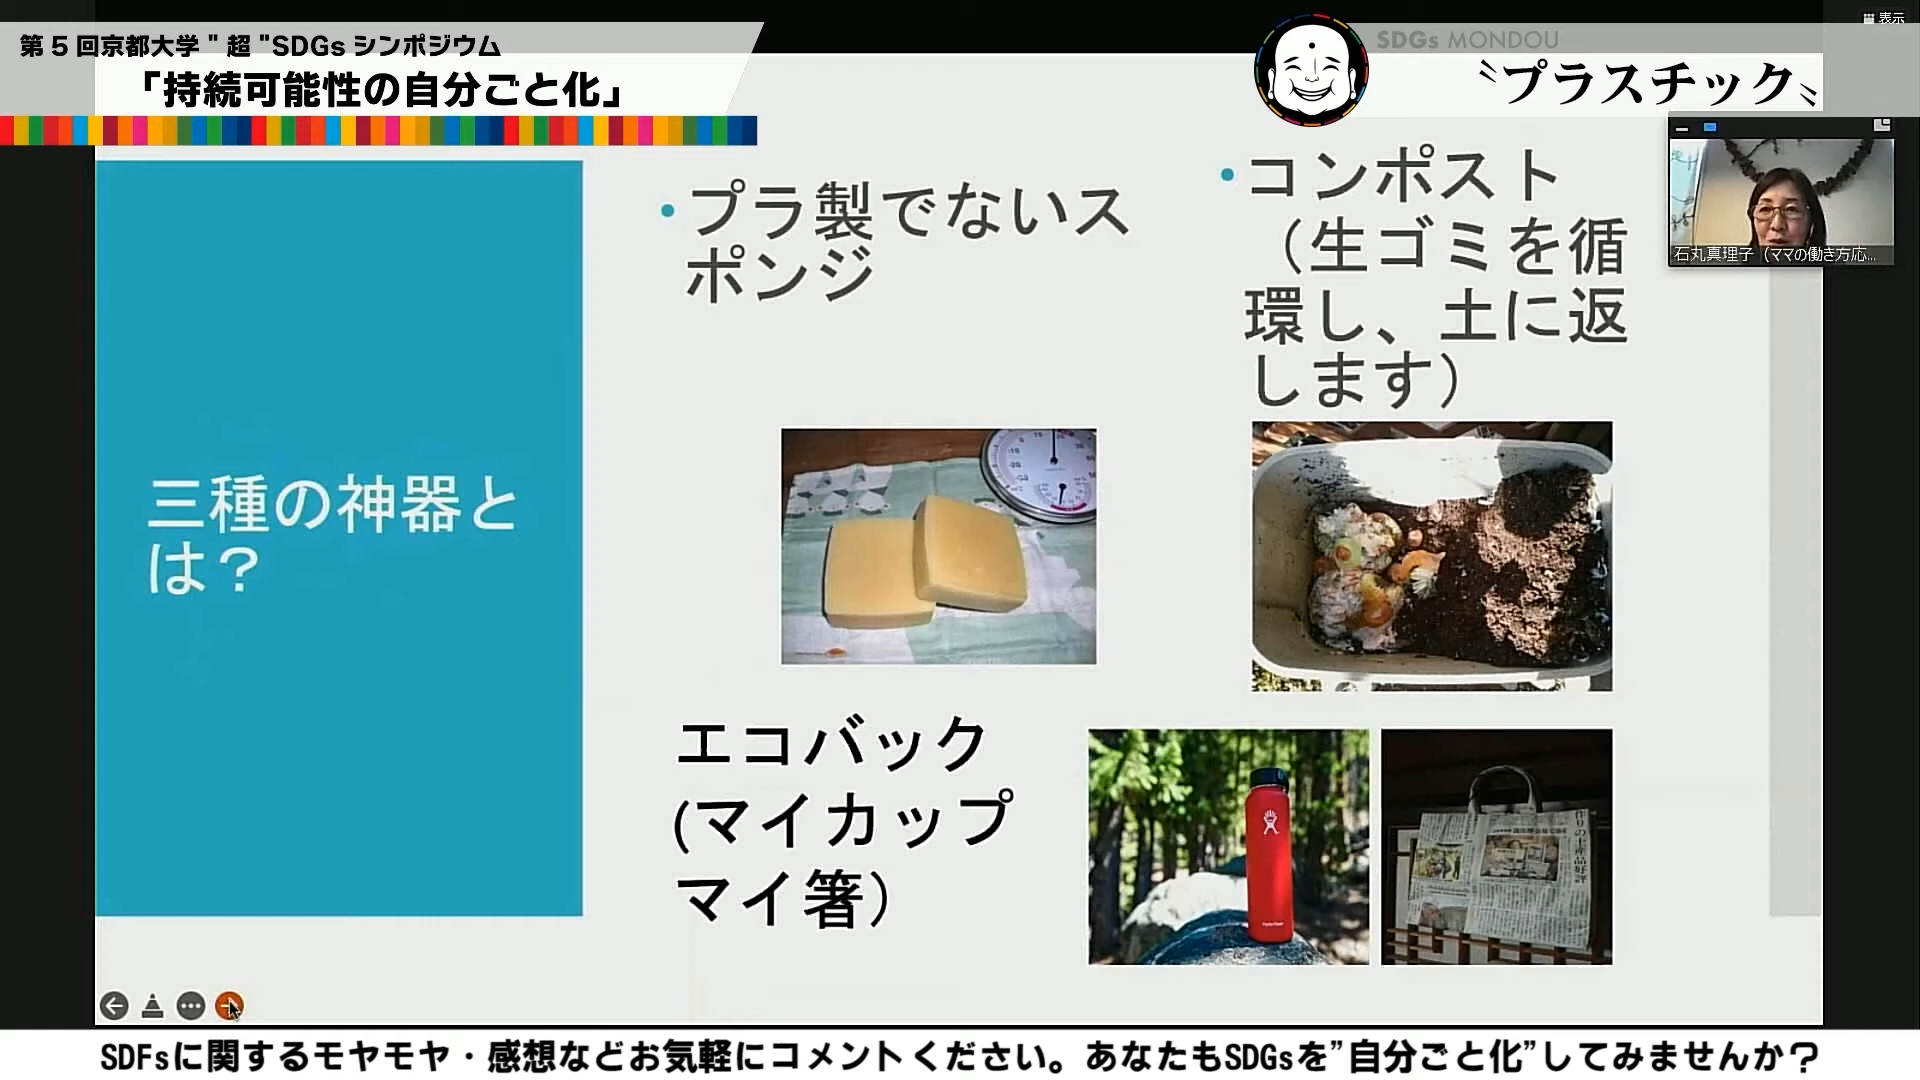 第5回京都大学"超"SDGsシンポジウム
「持続可能性の自分ごと化」
SDGs MONDOU
〝プラスチック〟
表示
石丸真理子（ママの働き方応...
三種の神器と
は？
・プラ製でないス
ポンジ
・コンポスト
（生ゴミを循
環し、土に返
します）
エコバック
(マイカップ
マイ箸）
SDFsに関するモヤモヤ・感想などお気軽にコメントください。あなたもSDGsを”自分ごと化”してみませんか？